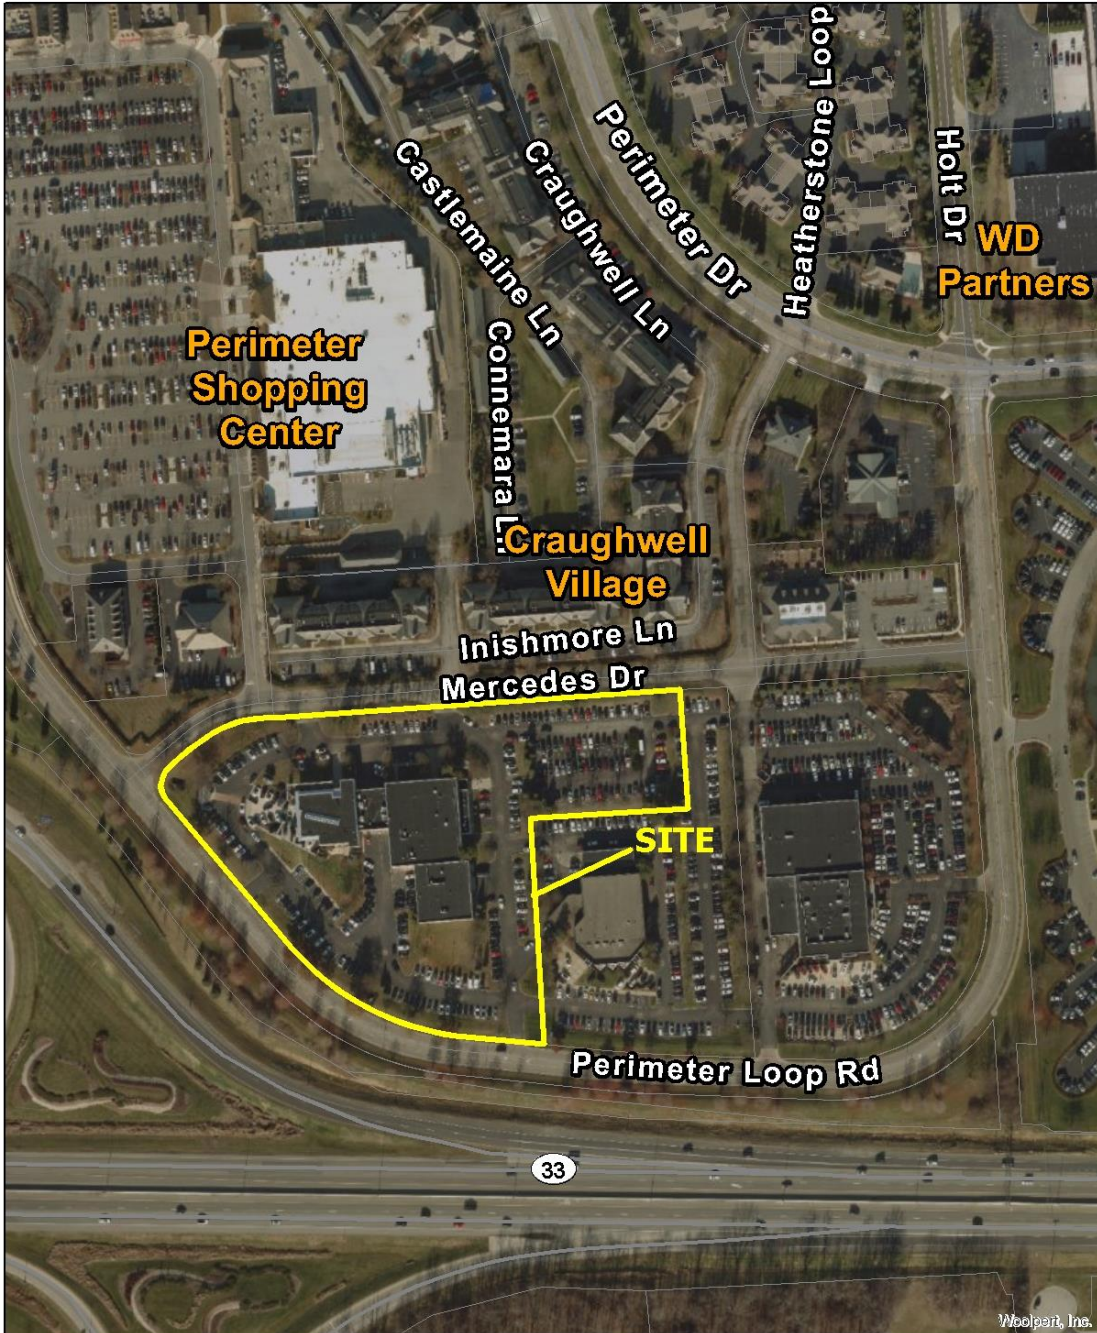 Heatherstone Loop
Perimeter Dr
Holt Dr
Craughwell Ln
Castlemaine Ln
WD
Partners
Connemara L
Perimeter
Shopping
Center
Craughwell
Village
Inishmore Ln
Mercedes Dr
SITE
Perimeter Loop Rd
33
Woolpert, Inc.